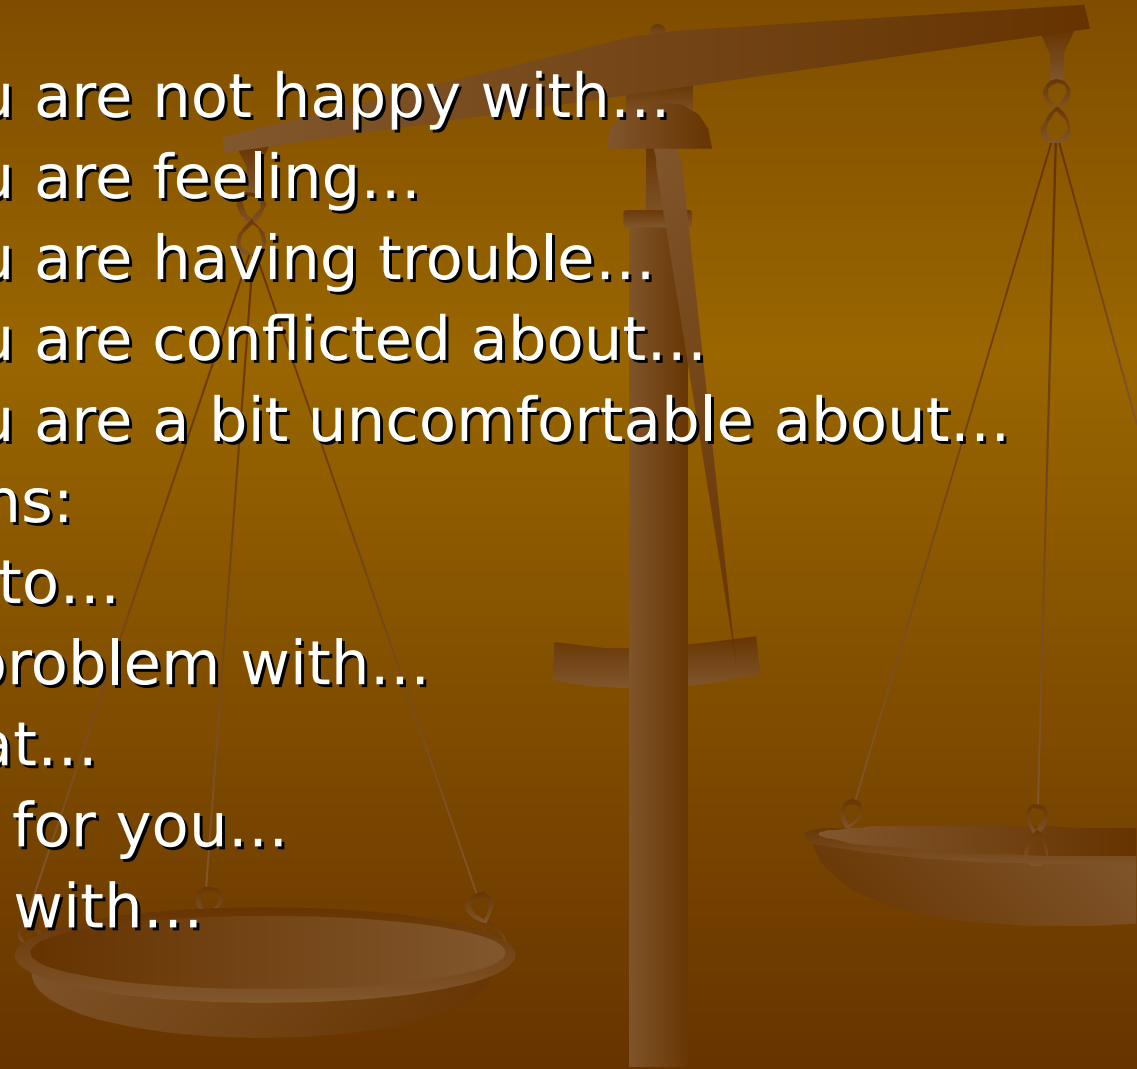 u are not happy with…
u are feeling…
u are having trouble…
u are conflicted about…
u are a bit uncomfortable about…
ns:
to…
problem with…
at…
for you…
with…